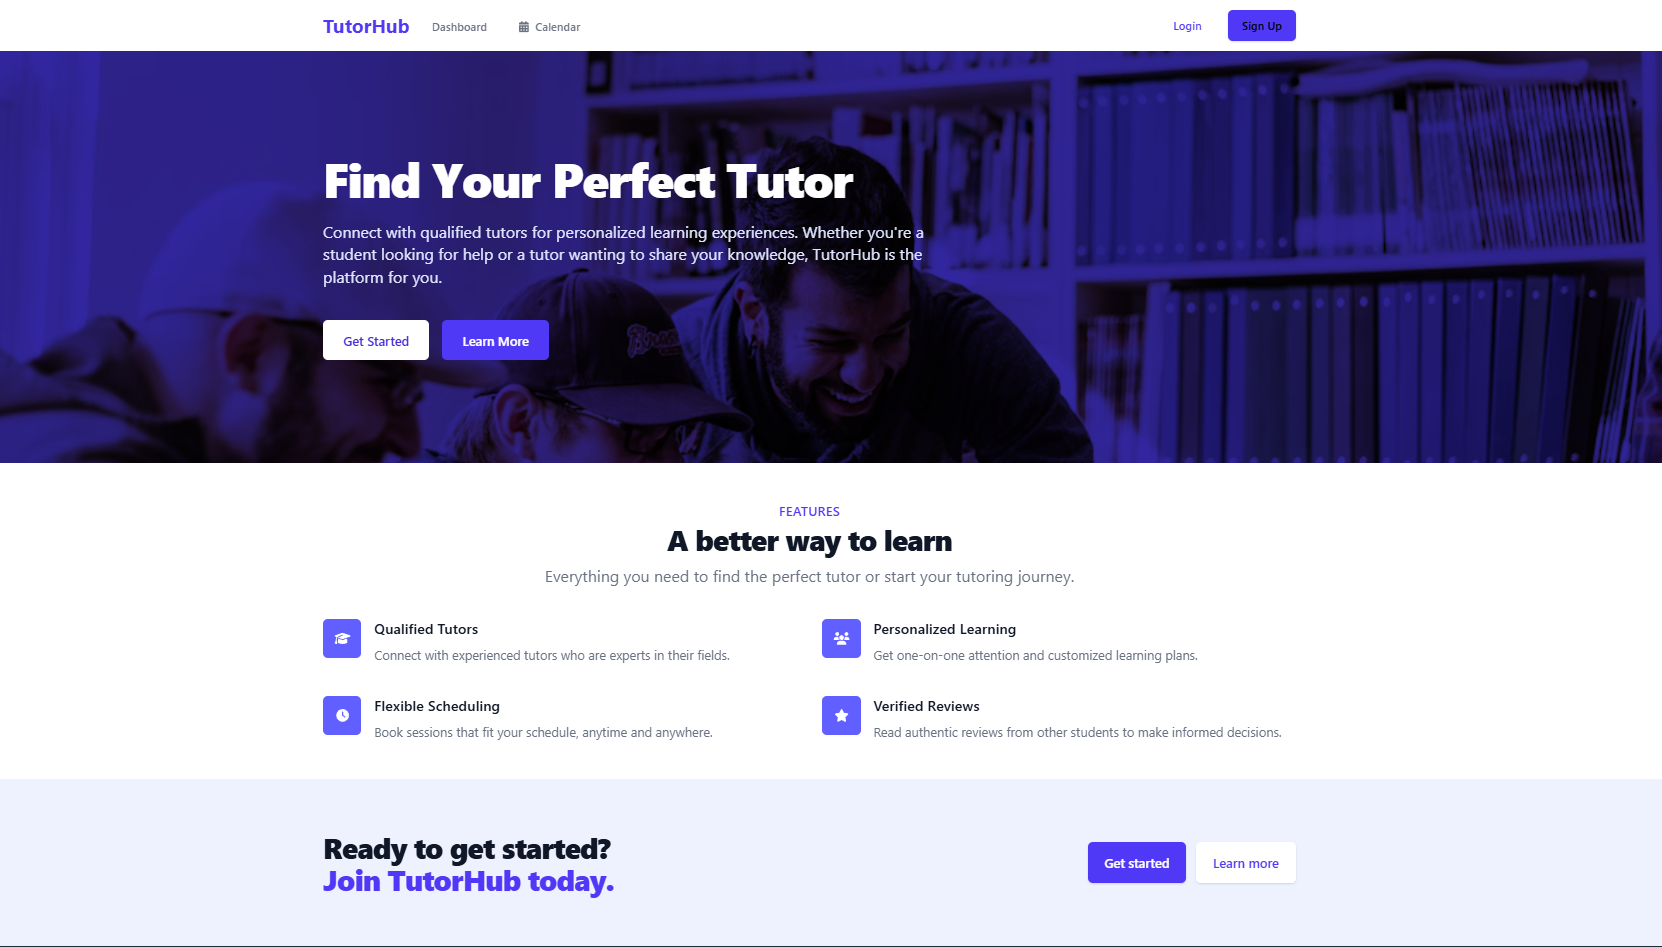 TutorHub Dashboard Calendar Login Sign Up
Find Your Perfect Tutor
Connect with qualified tutors for personalized learning experiences. Whether you're a
student looking for help or a tutor wanting to share your knowledge, TutorHub is the
platform for you.
Get Started Learn More
FEATURES
A better way to learn
Everything you need to find the perfect tutor or start your tutoring journey.
Qualified Tutors
Connect with experienced tutors who are experts in their fields.
Personalized Learning
Get one-on-one attention and customized learning plans.
Flexible Scheduling
Book sessions that fit your schedule, anytime and anywhere.
Verified Reviews
Read authentic reviews from other students to make informed decisions.
Ready to get started?
Join TutorHub today.
Get started Learn more